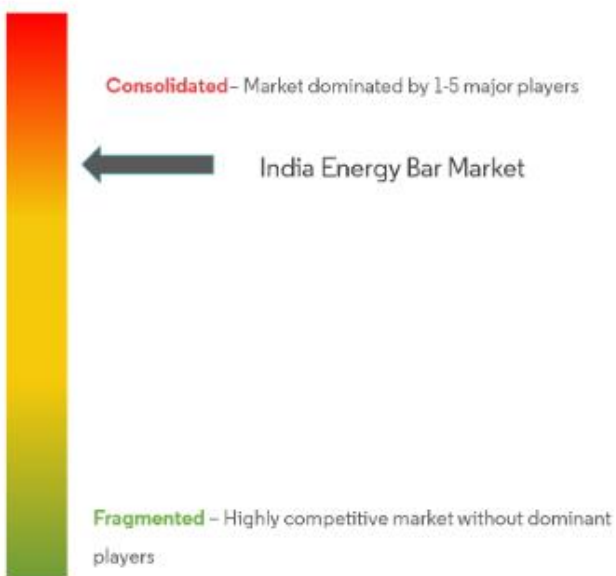 Consolidated– Market dominated by 1-5 major players
India Energy Bar Market
Fragmented – Highly competitive market without dominant
players